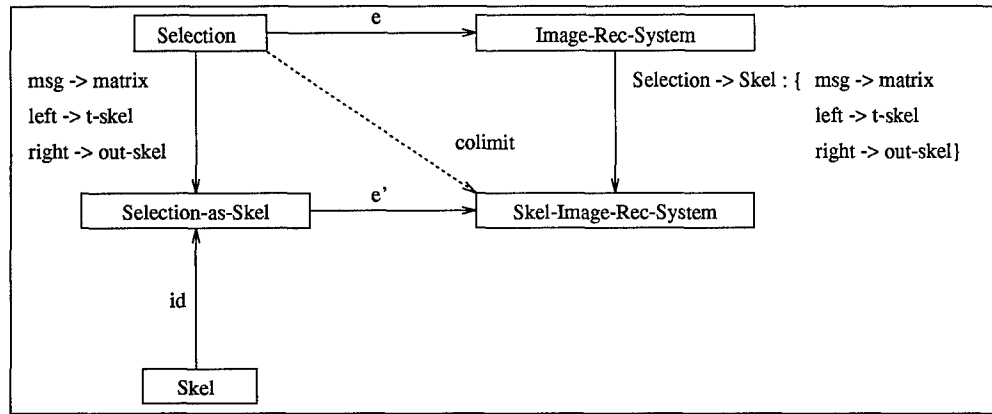 e
Selection
Image-Rec-System
msg -> matrix
left -> t-skel
right -> out-skel
Selection -> Skel : { msg -> matrix
left -> t-skel
right -> out-skel}
colimit
Selection-as-Skel
e'
Skel-Image-Rec-System
id
Skel